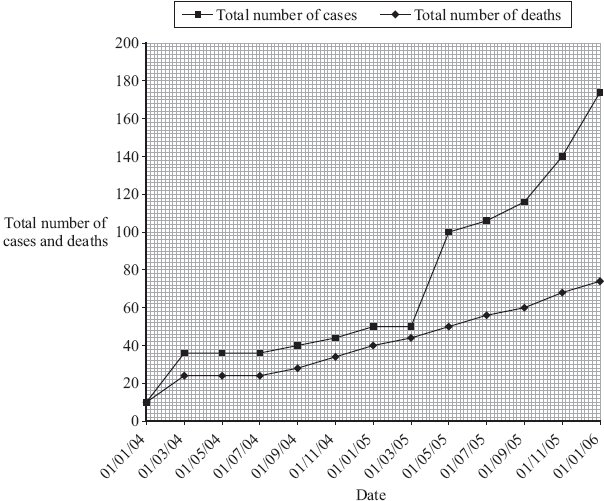 Total number of cases Total number of deaths
200
180
160
140
120
100
80
60
40
20
0
Total number of
cases and deaths
01/01/04 01/03/04 01/05/04 01/07/04 01/09/04 01/11/04 01/01/05 01/03/05 01/05/05 01/07/05 01/09/05 01/11/05 01/01/06
Date